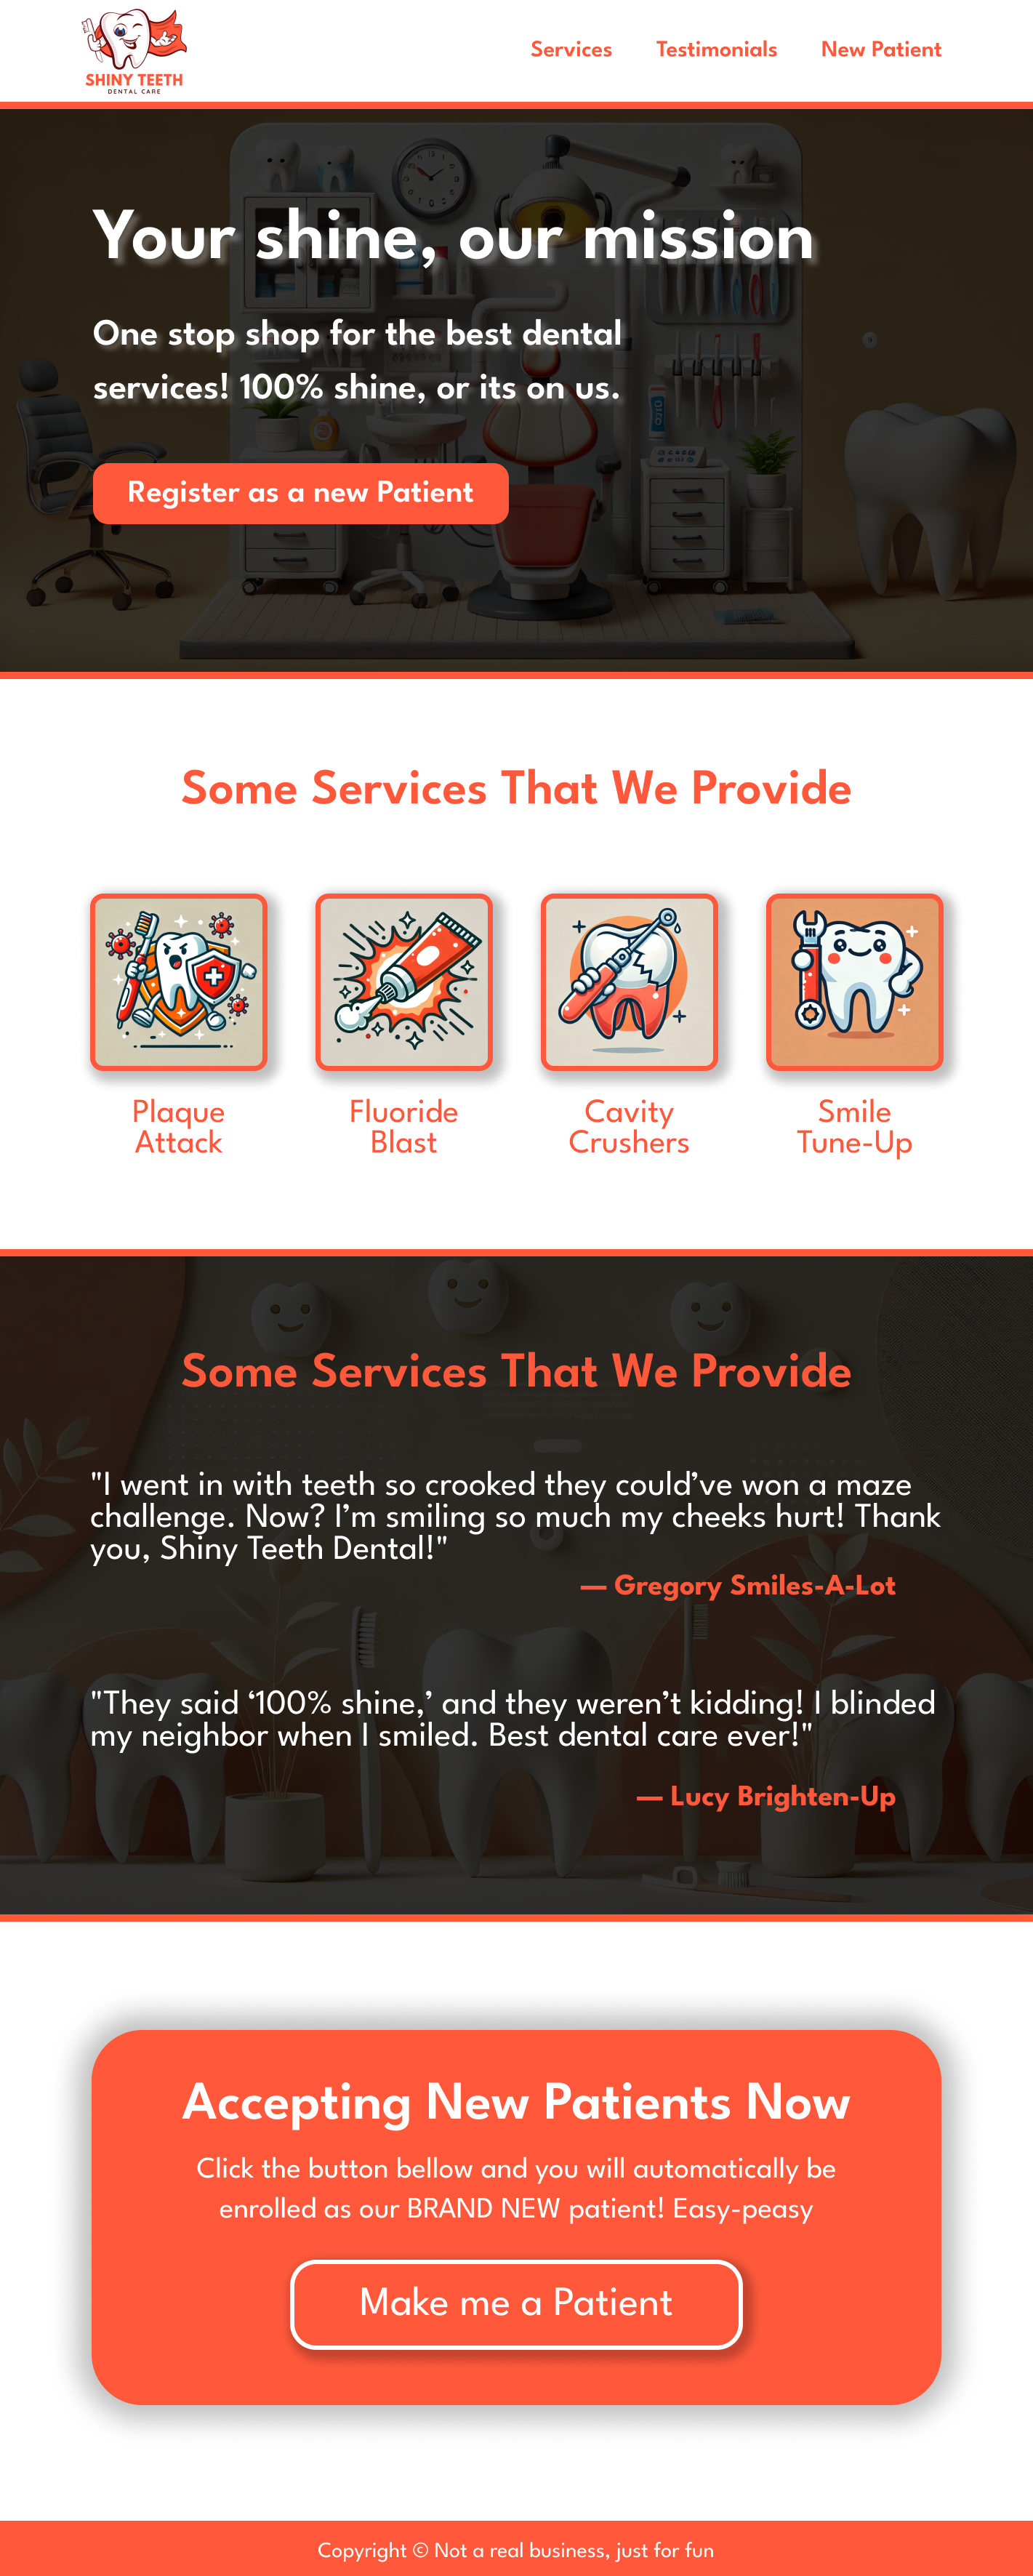 SHINY TEETH
DENTAL CARE
Services Testimonials New Patient
Your shine, our mission
One stop shop for the best dental
services! 100% shine, or its on us.
Register as a new Patient
Some Services That We Provide
Plaque
Attack
Fluoride
Blast
Cavity
Crushers
Smile
Tune-Up
Some Services That We Provide
"I went in with teeth so crooked they could’ve won a maze
challenge. Now? I’m smiling so much my cheeks hurt! Thank
you, Shiny Teeth Dental!"
— Gregory Smiles-A-Lot
"They said ‘100% shine,’ and they weren’t kidding! I blinded
my neighbor when I smiled. Best dental care ever!"
— Lucy Brighten-Up
Accepting New Patients Now
Click the button bellow and you will automatically be
enrolled as our BRAND NEW patient! Easy-peasy
Make me a Patient
Copyright © Not a real business, just for fun